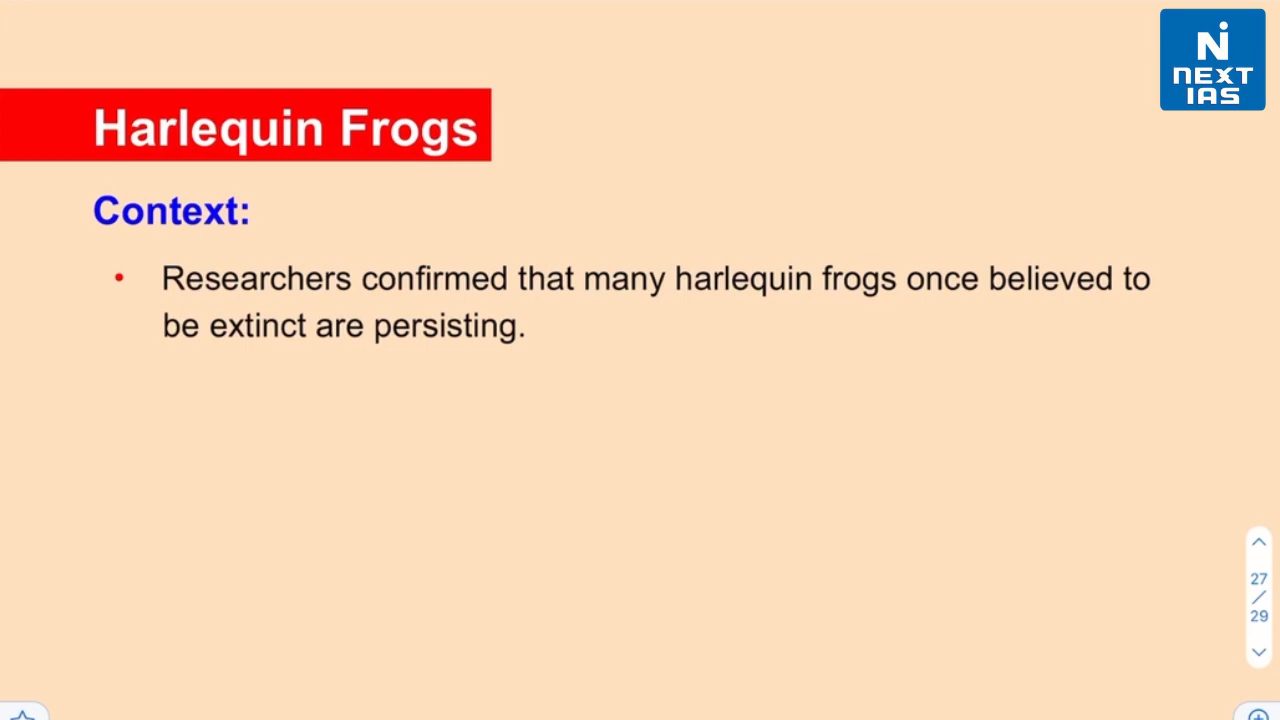 NEXT
IAS
Harlequin Frogs
Context:
• Researchers confirmed that many harlequin frogs once believed to
be extinct are persisting.
27
/
29